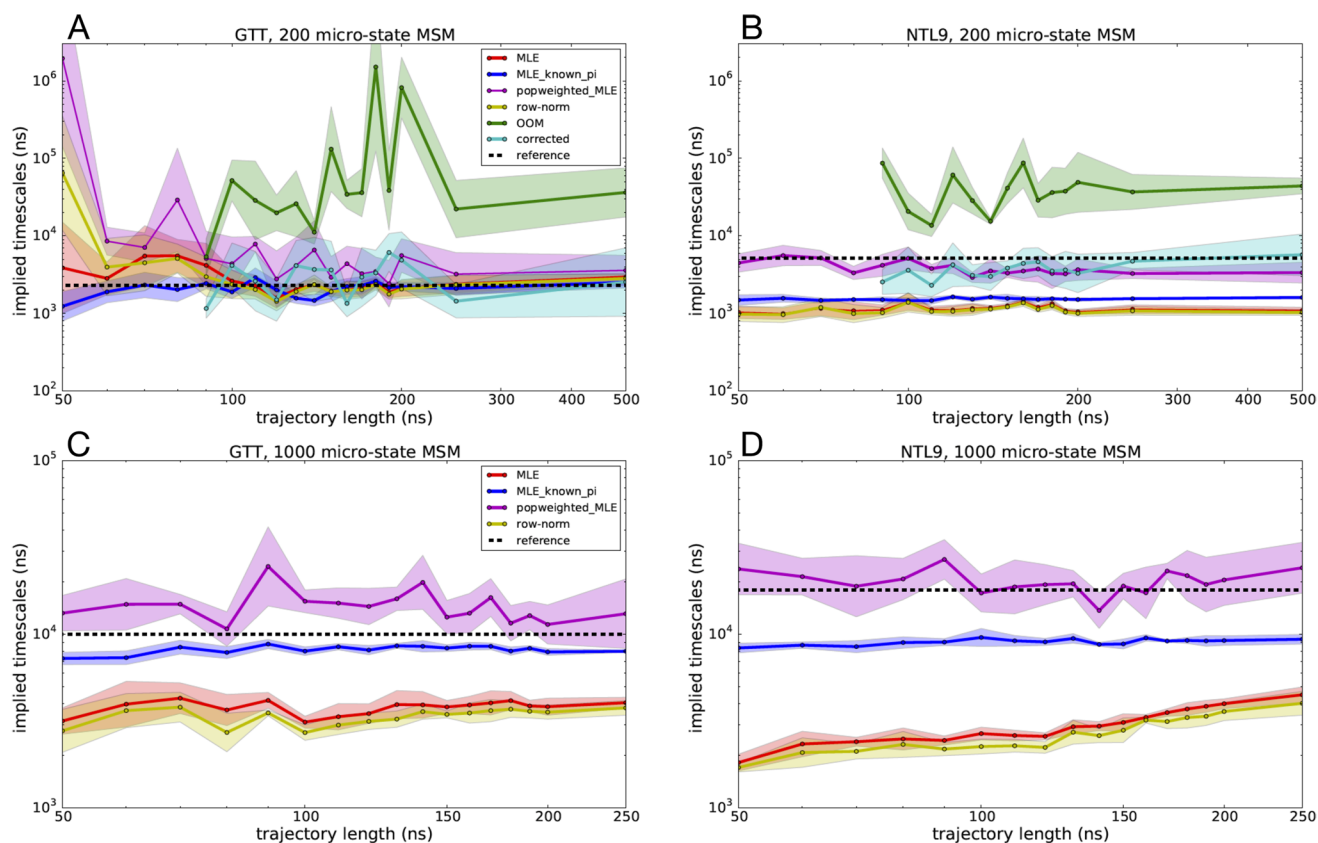 A
GTT, 200 micro-state MSM
implied timescales (ns)
10^6
10^5
10^4
10^3
10^2
50
100
200
300
400
500
trajectory length (ns)
MLE
MLE_known_pi
popweighted_MLE
row-norm
OOM
corrected
reference
B
NTL9, 200 micro-state MSM
implied timescales (ns)
10^6
10^5
10^4
10^3
10^2
50
100
200
300
400
500
trajectory length (ns)
C
GTT, 1000 micro-state MSM
implied timescales (ns)
10^5
10^4
10^3
50
100
150
200
250
trajectory length (ns)
MLE
MLE_known_pi
popweighted_MLE
row-norm
reference
D
NTL9, 1000 micro-state MSM
implied timescales (ns)
10^5
10^4
10^3
50
100
150
200
250
trajectory length (ns)